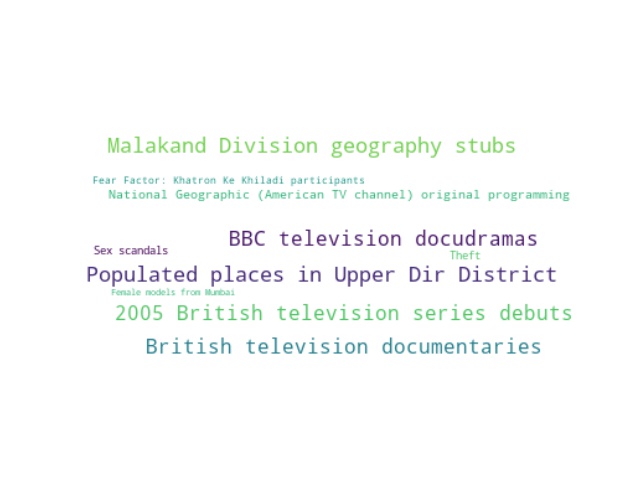 Malakand Division geography stubs
Fear Factor: Khatron Ke Khiladi participants
National Geographic (American TV channel) original programming
BBC television docudramas
Sex scandals
Theft
Populated places in Upper Dir District
Female models from Mumbai
2005 British television series debuts
British television documentaries